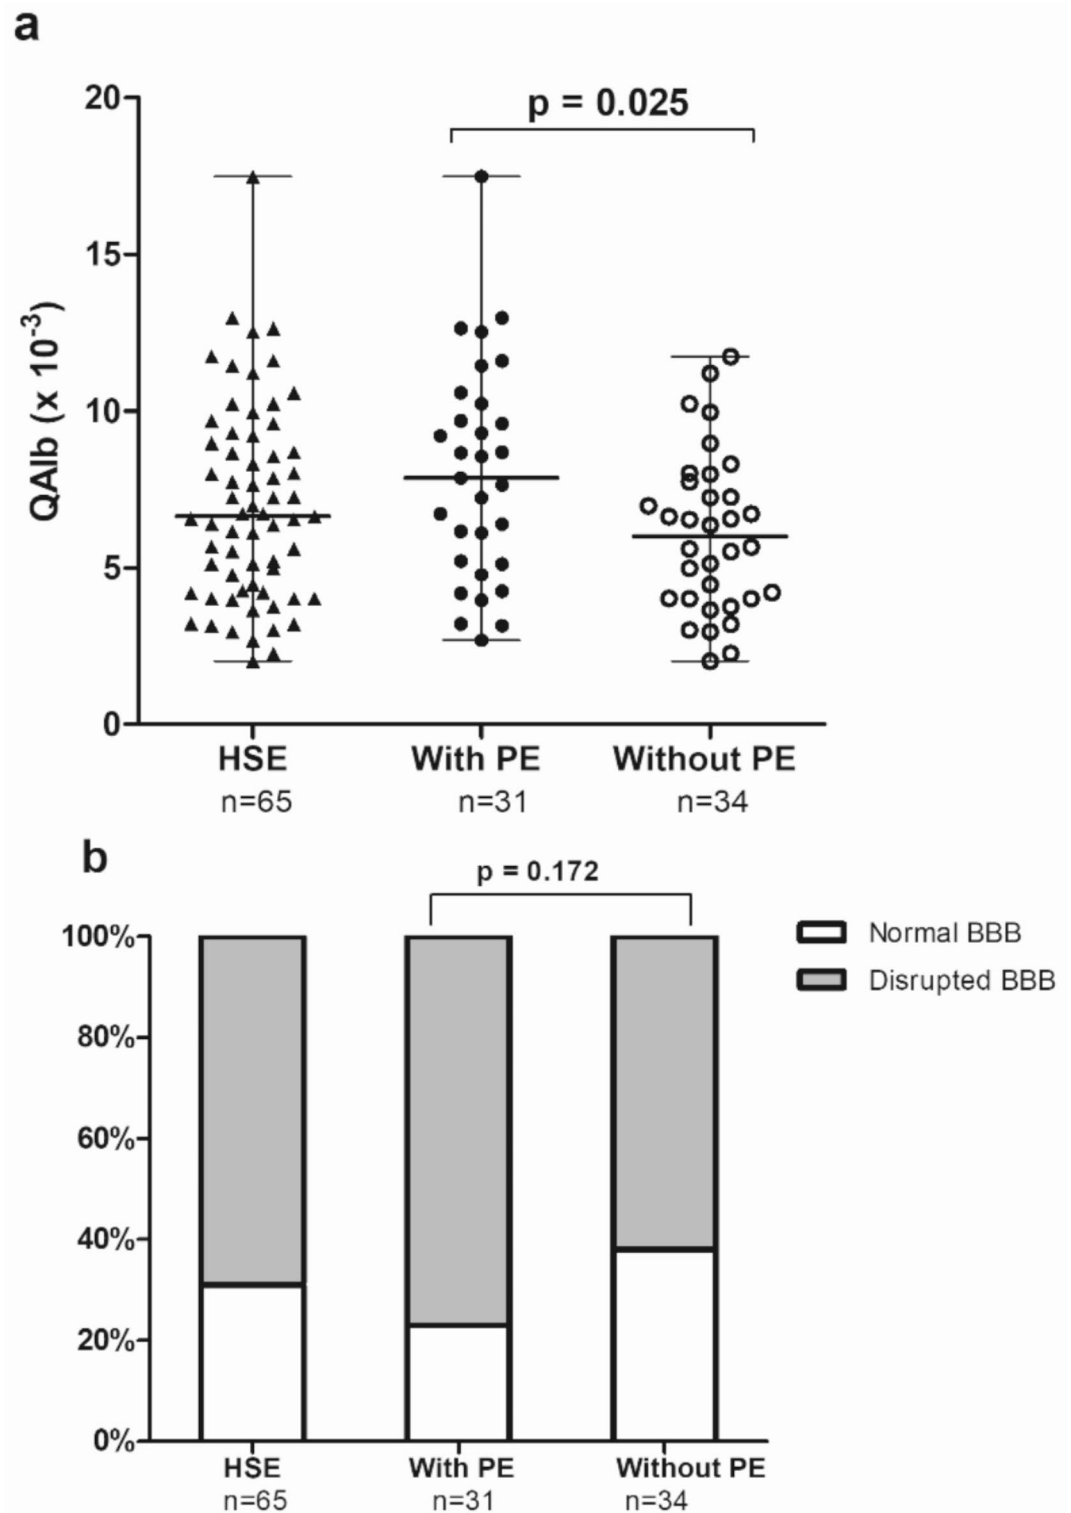 a
p = 0.025
QAlb (x 10⁻³)
20
15
10
5
0
HSE With PE Without PE
n=65 n=31 n=34
b
p = 0.172
Normal BBB
Disrupted BBB
100%
80%
60%
40%
20%
0%
HSE With PE Without PE
n=65 n=31 n=34